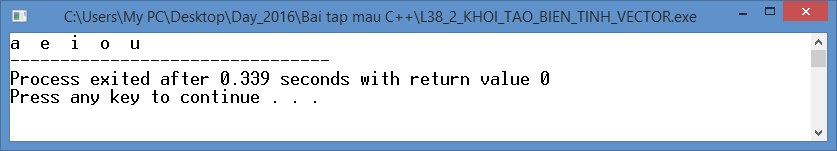 C:\Users\My PC\Desktop\Day_2016\Bai tap mau C++\L38_2_KHOI_TAO_BIEN_TINH_VECTOR.exe
a  e  i  o  u
--------------------------------
Process exited after 0.339 seconds with return value 0
Press any key to continue . . .